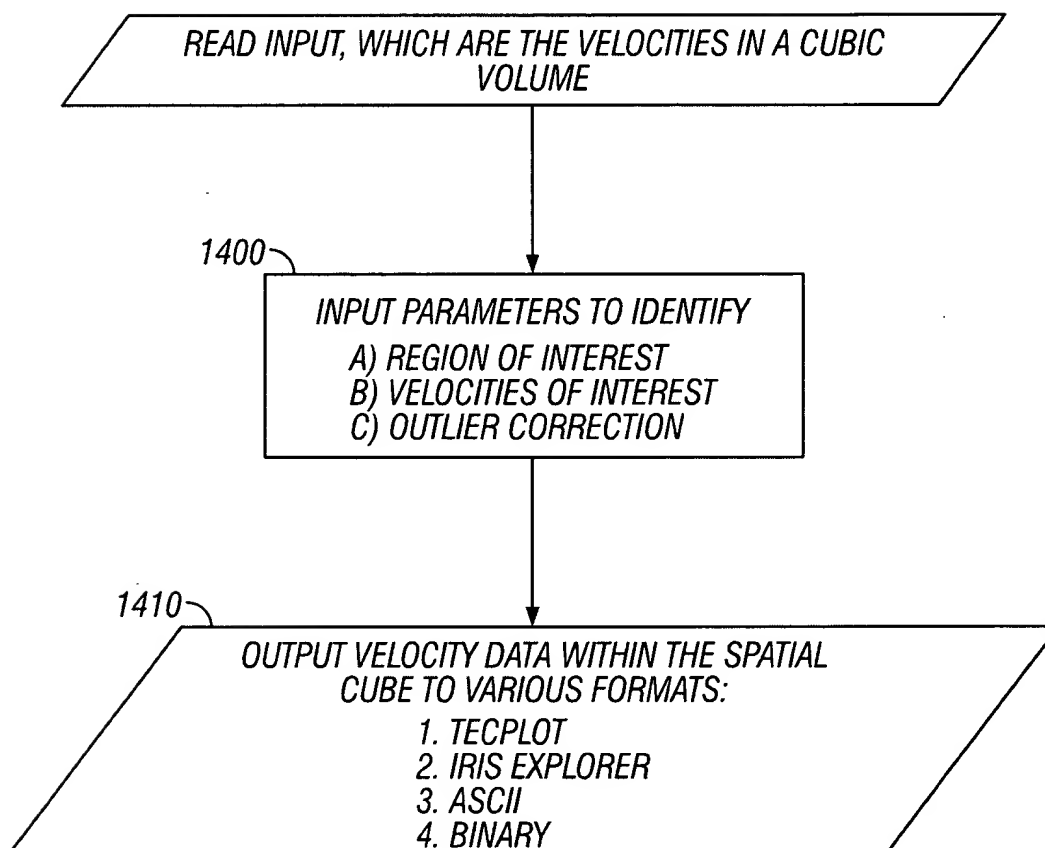 READ INPUT, WHICH ARE THE VELOCITIES IN A CUBIC
VOLUME
1400
INPUT PARAMETERS TO IDENTIFY
A) REGION OF INTEREST
B) VELOCITIES OF INTEREST
C) OUTLIER CORRECTION
1410
OUTPUT VELOCITY DATA WITHIN THE SPATIAL
CUBE TO VARIOUS FORMATS:
1. TECPLOT
2. IRIS EXPLORER
3. ASCII
4. BINARY